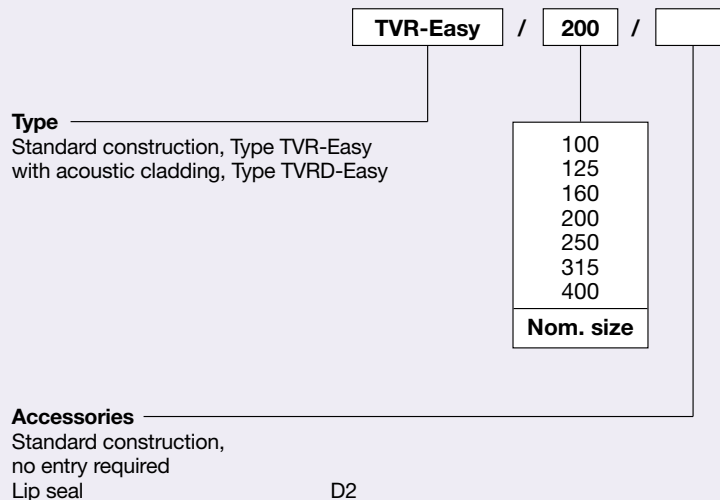 TVR-Easy / 200 /
Type
Standard construction, Type TVR-Easy
with acoustic cladding, Type TVRD-Easy
100
125
160
200
250
315
400
Nom. size
Accessories
Standard construction,
no entry required
Lip seal D2